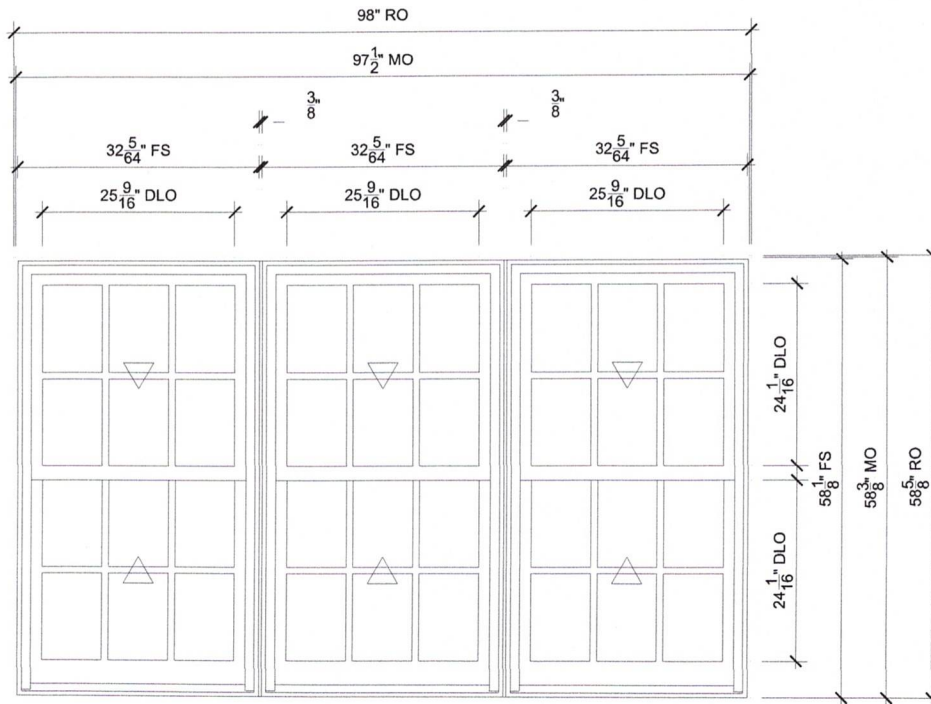 98" RO
97 1/2" MO
3/8" 3/8"
32 5/64" FS 32 5/64" FS 32 5/64" FS
25 9/16" DLO 25 9/16" DLO 25 9/16" DLO
24 1/16" DLO
24 1/16" DLO
58 1/8" FS
58 3/8" MO
58 5/8" RO